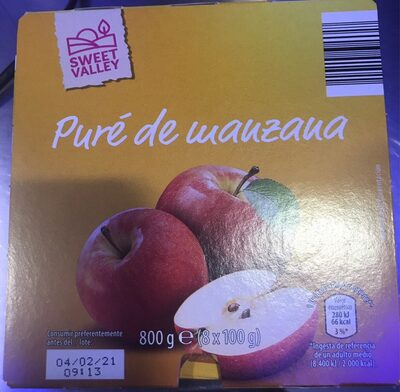 SWEET
VALLEY
Puré de manzana
Consumir preferentemente
antes del - lote:
04/02/21
09:13
800 g e (8 x 100 g)
280 kJ
66 kcal
3 %*
*Ingesta de referencia
de un adulto medio
(8.400 kJ / 2.000 kcal)